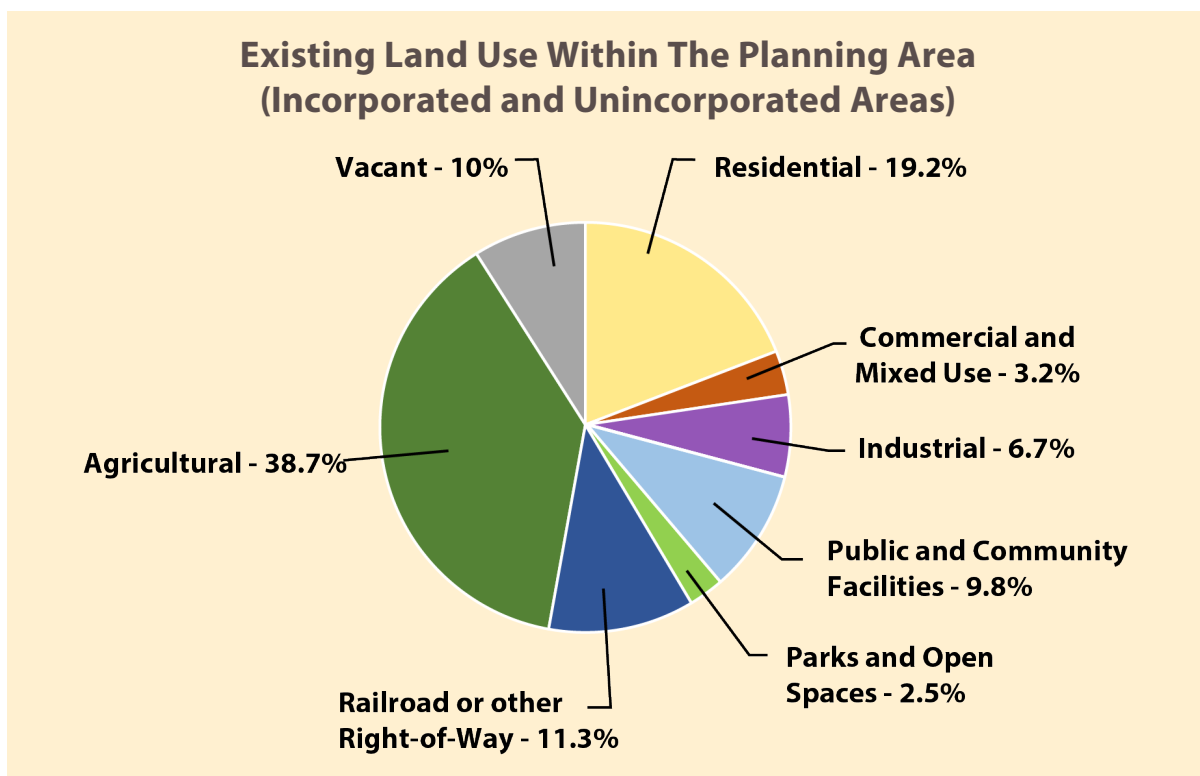 Existing Land Use Within The Planning Area
(Incorporated and Unincorporated Areas)
Vacant - 10%
Residential - 19.2%
Commercial and
Mixed Use - 3.2%
Industrial - 6.7%
Agricultural - 38.7%
Public and Community
Facilities - 9.8%
Parks and Open
Spaces - 2.5%
Railroad or other
Right-of-Way - 11.3%